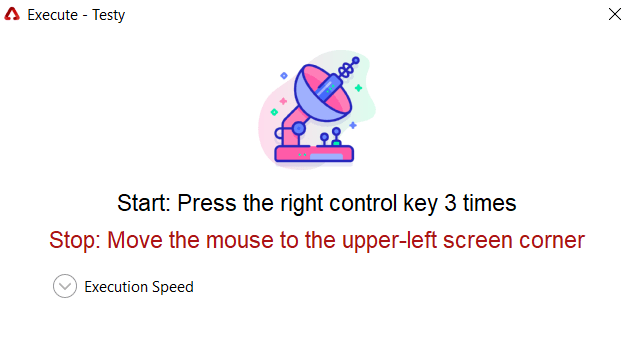 Execute - Testy
Start: Press the right control key 3 times
Stop: Move the mouse to the upper-left screen corner
Execution Speed